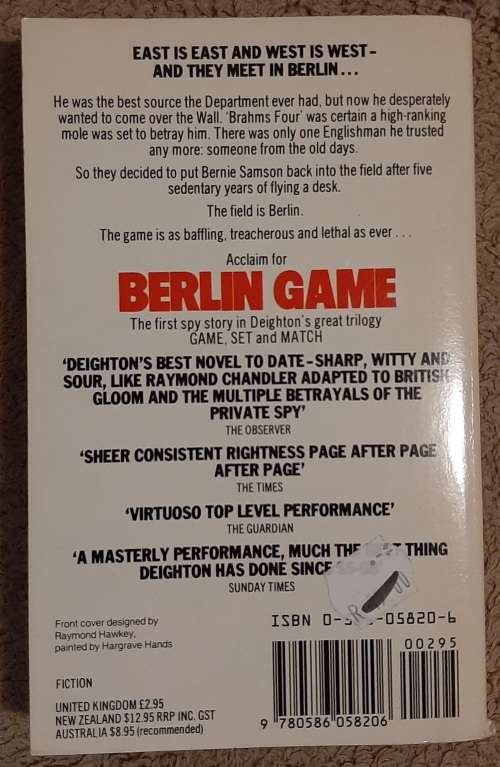 EAST IS EAST AND WEST IS WEST –
AND THEY MEET IN BERLIN...
He was the best source the Department ever had, but now he desperately
wanted to come over the Wall. 'Brahms Four' was certain a high-ranking
mole was set to betray him. There was only one Englishman he trusted
any more: someone from the old days.
So they decided to put Bernie Samson back into the field after five
sedentary years of flying a desk.
The field is Berlin.
The game is as baffling, treacherous and lethal as ever...
Acclaim for
BERLIN GAME
The first spy story in Deighton's great trilogy
GAME, SET and MATCH
'DEIGHTON'S BEST NOVEL TO DATE – SHARP, WITTY AND
SOUR, LIKE RAYMOND CHANDLER ADAPTED TO BRITISH
GLOOM AND THE MULTIPLE BETRAYALS OF THE
PRIVATE SPY'
THE OBSERVER
'SHEER CONSISTENT RIGHTNESS PAGE AFTER PAGE
AFTER PAGE'
THE TIMES
'VIRTUOSO TOP LEVEL PERFORMANCE'
THE GUARDIAN
'A MASTERLY PERFORMANCE, MUCH THE THING
DEIGHTON HAS DONE SINCE
SUNDAY TIMES
Front cover designed by
Raymond Hawkey,
painted by Hargrave Hands
ISBN 0- -05820-6
00295
FICTION
UNITED KINGDOM £2.95
NEW ZEALAND $12.95 RRP INC. GST
AUSTRALIA $8.95 (recommended)
9 780586 058206